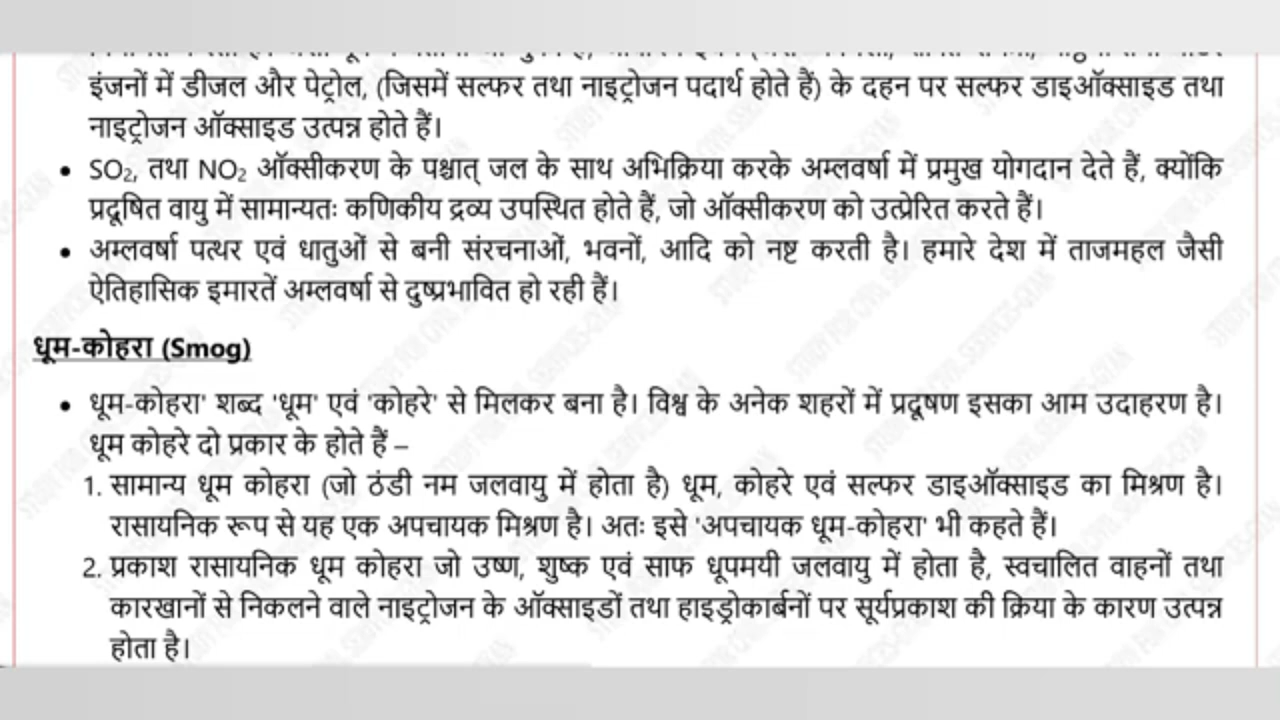 इंजनों में डीजल और पेट्रोल, (जिसमें सल्फर तथा नाइट्रोजन पदार्थ होते हैं) के दहन पर सल्फर डाइऑक्साइड तथा
नाइट्रोजन ऑक्साइड उत्पन्न होते हैं।
• SO₂, तथा NO₂ ऑक्सीकरण के पश्चात् जल के साथ अभिक्रिया करके अम्लवर्षा में प्रमुख योगदान देते हैं, क्योंकि
प्रदूषित वायु में सामान्यतः कणिकीय द्रव्य उपस्थित होते हैं, जो ऑक्सीकरण को उत्प्रेरित करते हैं।
• अम्लवर्षा पत्थर एवं धातुओं से बनी संरचनाओं, भवनों, आदि को नष्ट करती है। हमारे देश में ताजमहल जैसी
ऐतिहासिक इमारतें अम्लवर्षा से दुष्प्रभावित हो रही हैं।
धूम-कोहरा (Smog)
• धूम-कोहरा' शब्द 'धूम' एवं 'कोहरे' से मिलकर बना है। विश्व के अनेक शहरों में प्रदूषण इसका आम उदाहरण है।
धूम कोहरे दो प्रकार के होते हैं –
1. सामान्य धूम कोहरा (जो ठंडी नम जलवायु में होता है) धूम, कोहरे एवं सल्फर डाइऑक्साइड का मिश्रण है।
रासायनिक रूप से यह एक अपचायक मिश्रण है। अतः इसे 'अपचायक धूम-कोहरा' भी कहते हैं।
2. प्रकाश रासायनिक धूम कोहरा जो उष्ण, शुष्क एवं साफ धूपमयी जलवायु में होता है, स्वचालित वाहनों तथा
कारखानों से निकलने वाले नाइट्रोजन के ऑक्साइडों तथा हाइड्रोकार्बनों पर सूर्यप्रकाश की क्रिया के कारण उत्पन्न
होता है।